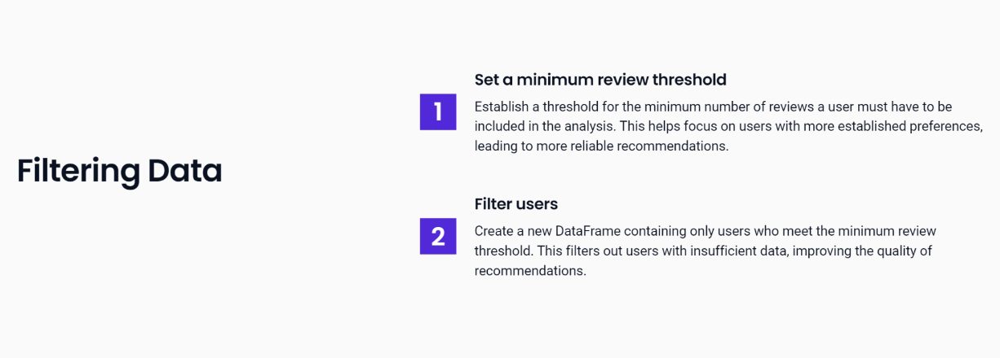 Filtering Data
1
Set a minimum review threshold
Establish a threshold for the minimum number of reviews a user must have to be
included in the analysis. This helps focus on users with more established preferences,
leading to more reliable recommendations.
2
Filter users
Create a new DataFrame containing only users who meet the minimum review
threshold. This filters out users with insufficient data, improving the quality of
recommendations.